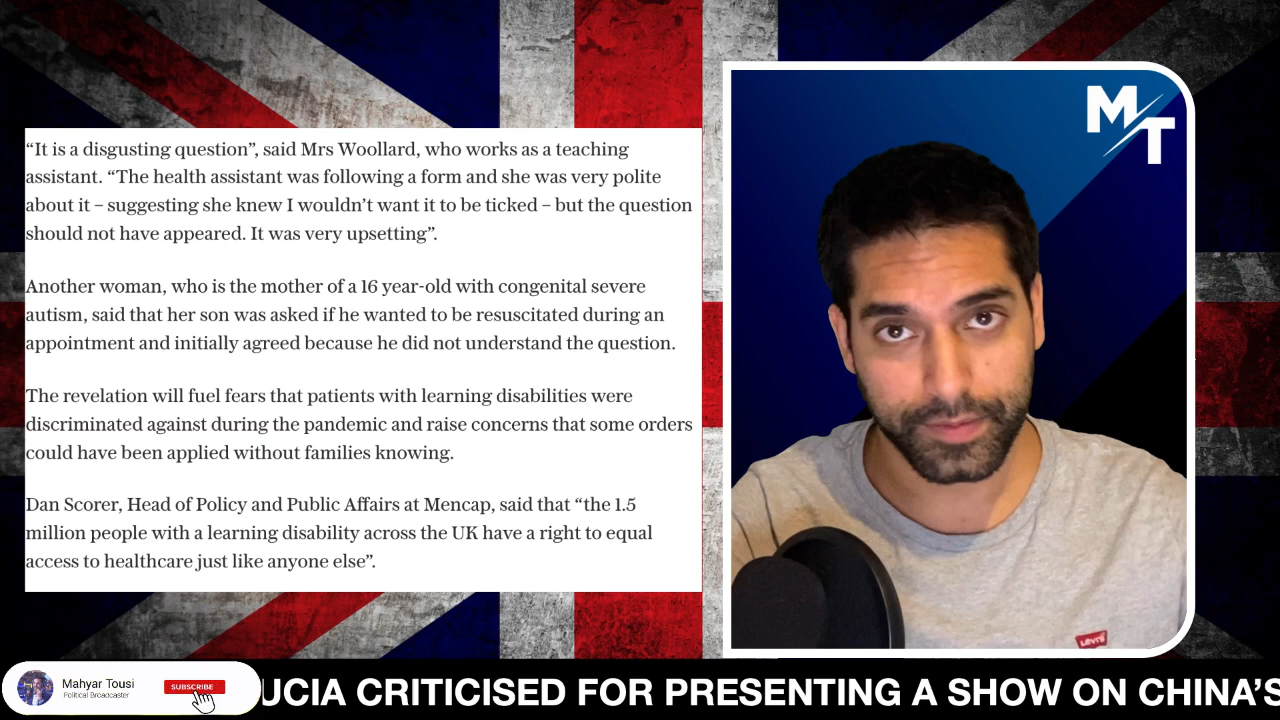 “It is a disgusting question”, said Mrs Woollard, who works as a teaching
assistant. “The health assistant was following a form and she was very polite
about it – suggesting she knew I wouldn’t want it to be ticked – but the question
should not have appeared. It was very upsetting”.
Another woman, who is the mother of a 16 year-old with congenital severe
autism, said that her son was asked if he wanted to be resuscitated during an
appointment and initially agreed because he did not understand the question.
The revelation will fuel fears that patients with learning disabilities were
discriminated against during the pandemic and raise concerns that some orders
could have been applied without families knowing.
Dan Scorer, Head of Policy and Public Affairs at Mencap, said that “the 1.5
million people with a learning disability across the UK have a right to equal
access to healthcare just like anyone else”.
M
T
Levi's
Mahyar Tousi
Political Broadcaster
SUBSCRIBE
UCIA CRITICISED FOR PRESENTING A SHOW ON CHINA’S